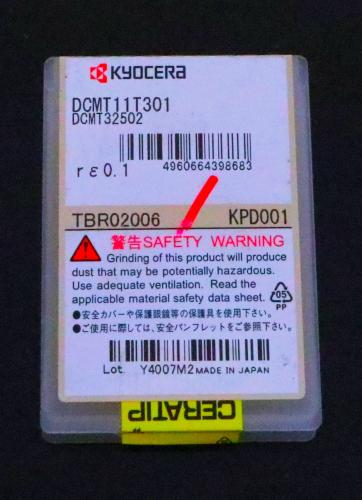 KYOCERA
DCMT11T301
DCMT32502
rε0.1
4960664398683
TBR02006 KPD001
警告SAFETY WARNING
Grinding of this product will produce
dust that may be potentially hazardous.
Use adequate ventilation. Read the
applicable material safety data sheet.
05
PP
●安全カバーや保護眼鏡等の保護具を使用下さい。
●ご使用に際しては、安全パンフレットをご参照下さい。
Lot. Y4007M2 MADE IN JAPAN
CERATIP